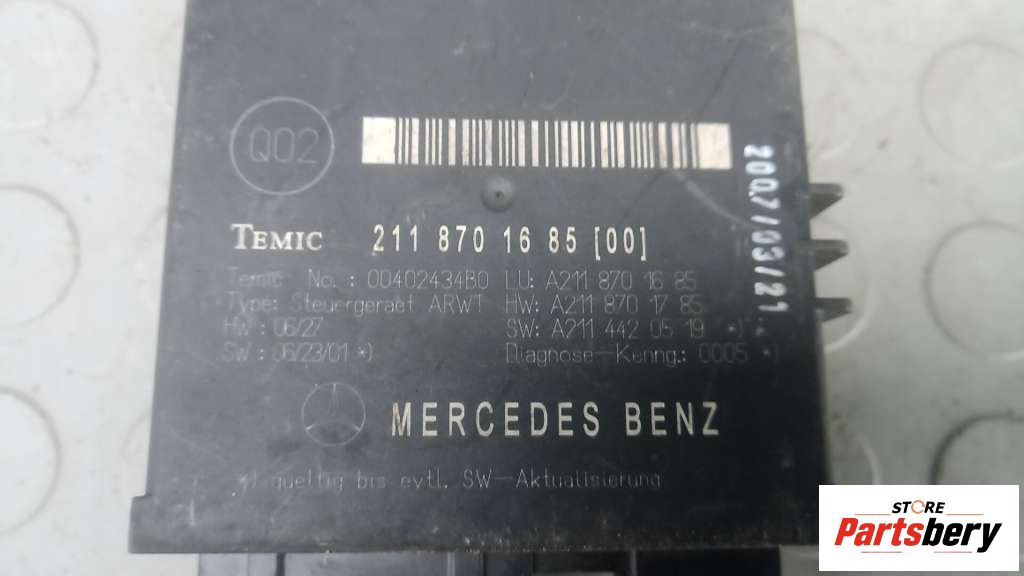 Q02
2007/03/21
TEMIC 211 870 16 85 [00]
Temic No.: 00402434B0 LU: A211 870 16 85
Type: Steuergeraet ARWT HW: A211 870 17 85
HW: 06/27 SW: A211 442 05 19 *)
SW: 06/23/01 *) Diagnose-Kenng.: 0005 *)
MERCEDES BENZ
*) gueltig bis evtl. SW-Aktualisierung
STORE
Partsbery